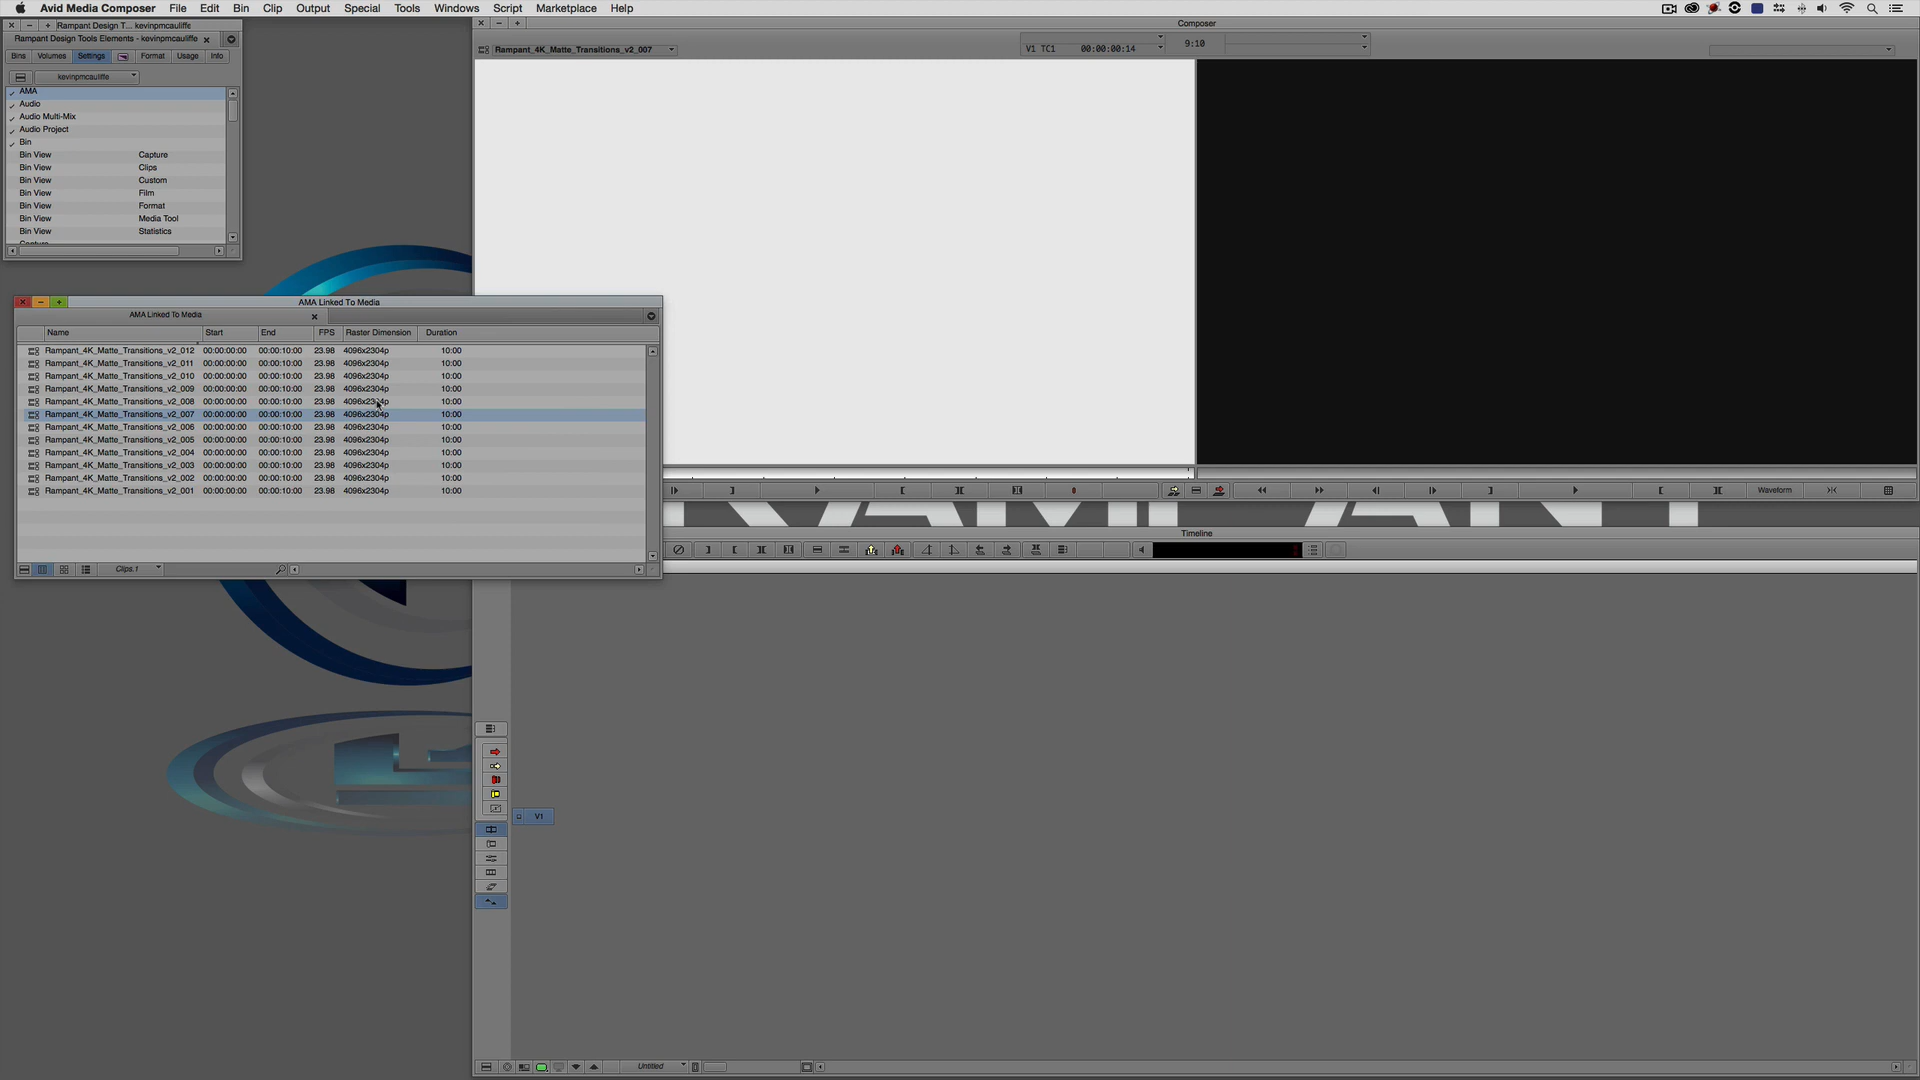 Avid Media Composer File Edit Bin Clip Output Special Tools Windows Script Marketplace Help
Rampant Design T... kevinpmcauliffe
Rampant Design Tools Elements - kevinpmcauliffe
Bins Volumes Settings Format Usage Info
kevinpmcauliffe
AMA
Audio
Audio Multi-Mix
Audio Project
Bin
Bin View Capture
Bin View Clips
Bin View Custom
Bin View Film
Bin View Format
Bin View Media Tool
Bin View Statistics
Capture
Composer
Rampant_4K_Matte_Transitions_v2_007
V1 TC1 00:00:00:14
9:10
AMA Linked To Media
AMA Linked To Media
Name Start End FPS Raster Dimension Duration
Rampant_4K_Matte_Transitions_v2_012 00:00:00:00 00:00:10:00 23.98 4096x2304p 10:00
Rampant_4K_Matte_Transitions_v2_011 00:00:00:00 00:00:10:00 23.98 4096x2304p 10:00
Rampant_4K_Matte_Transitions_v2_010 00:00:00:00 00:00:10:00 23.98 4096x2304p 10:00
Rampant_4K_Matte_Transitions_v2_009 00:00:00:00 00:00:10:00 23.98 4096x2304p 10:00
Rampant_4K_Matte_Transitions_v2_008 00:00:00:00 00:00:10:00 23.98 4096x2304p 10:00
Rampant_4K_Matte_Transitions_v2_007 00:00:00:00 00:00:10:00 23.98 4096x2304p 10:00
Rampant_4K_Matte_Transitions_v2_006 00:00:00:00 00:00:10:00 23.98 4096x2304p 10:00
Rampant_4K_Matte_Transitions_v2_005 00:00:00:00 00:00:10:00 23.98 4096x2304p 10:00
Rampant_4K_Matte_Transitions_v2_004 00:00:00:00 00:00:10:00 23.98 4096x2304p 10:00
Rampant_4K_Matte_Transitions_v2_003 00:00:00:00 00:00:10:00 23.98 4096x2304p 10:00
Rampant_4K_Matte_Transitions_v2_002 00:00:00:00 00:00:10:00 23.98 4096x2304p 10:00
Rampant_4K_Matte_Transitions_v2_001 00:00:00:00 00:00:10:00 23.98 4096x2304p 10:00
Clips.1
Waveform
RAMPANT
Timeline
V1
Untitled